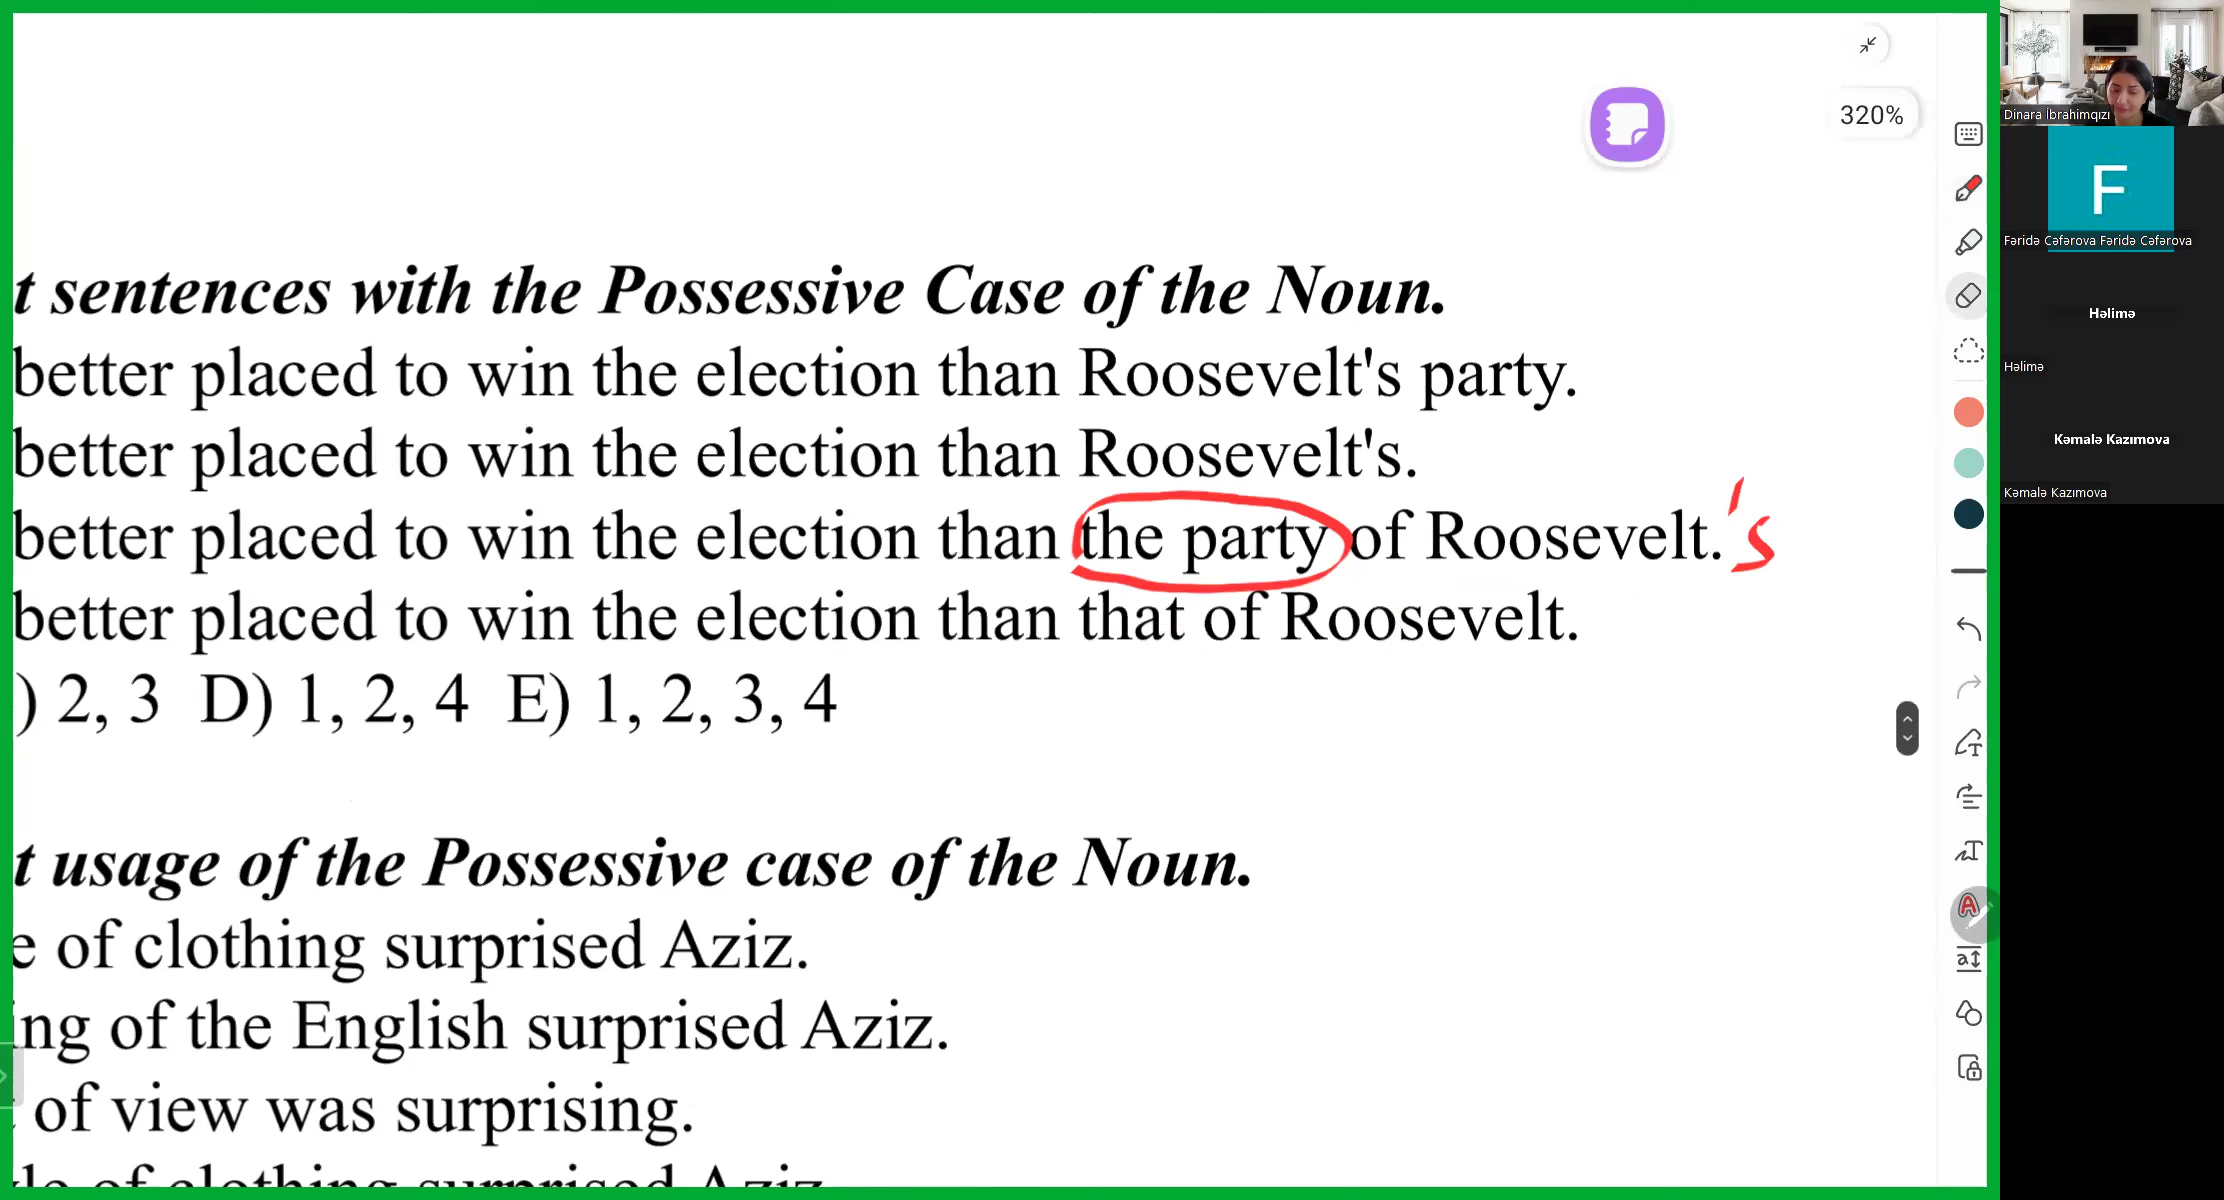 320%
t sentences with the Possessive Case of the Noun.
better placed to win the election than Roosevelt's party.
better placed to win the election than Roosevelt's.
better placed to win the election than the party of Roosevelt.'s
better placed to win the election than that of Roosevelt.
) 2, 3 D) 1, 2, 4 E) 1, 2, 3, 4
t usage of the Possessive case of the Noun.
e of clothing surprised Aziz.
ing of the English surprised Aziz.
of view was surprising.
of clothing surprised Aziz
Dinara İbrahimqızı
F
Fəridə Cəfərova Fəridə Cəfərova
Həlimə
Həlimə
Kəmalə Kazımova
Kəmalə Kazımova